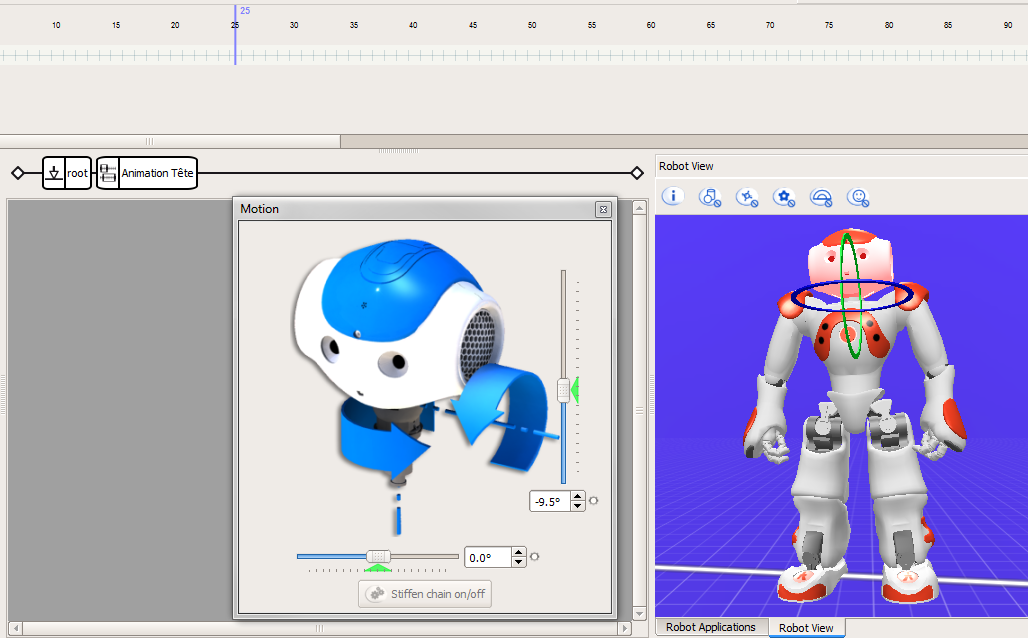 25
10 15 20 25 30 35 40 45 50 55 60 65 70 75 80 85 90
root
Animation Tête
Motion
-9.5°
0.0°
Stiffen chain on/off
Robot View
Robot Applications
Robot View